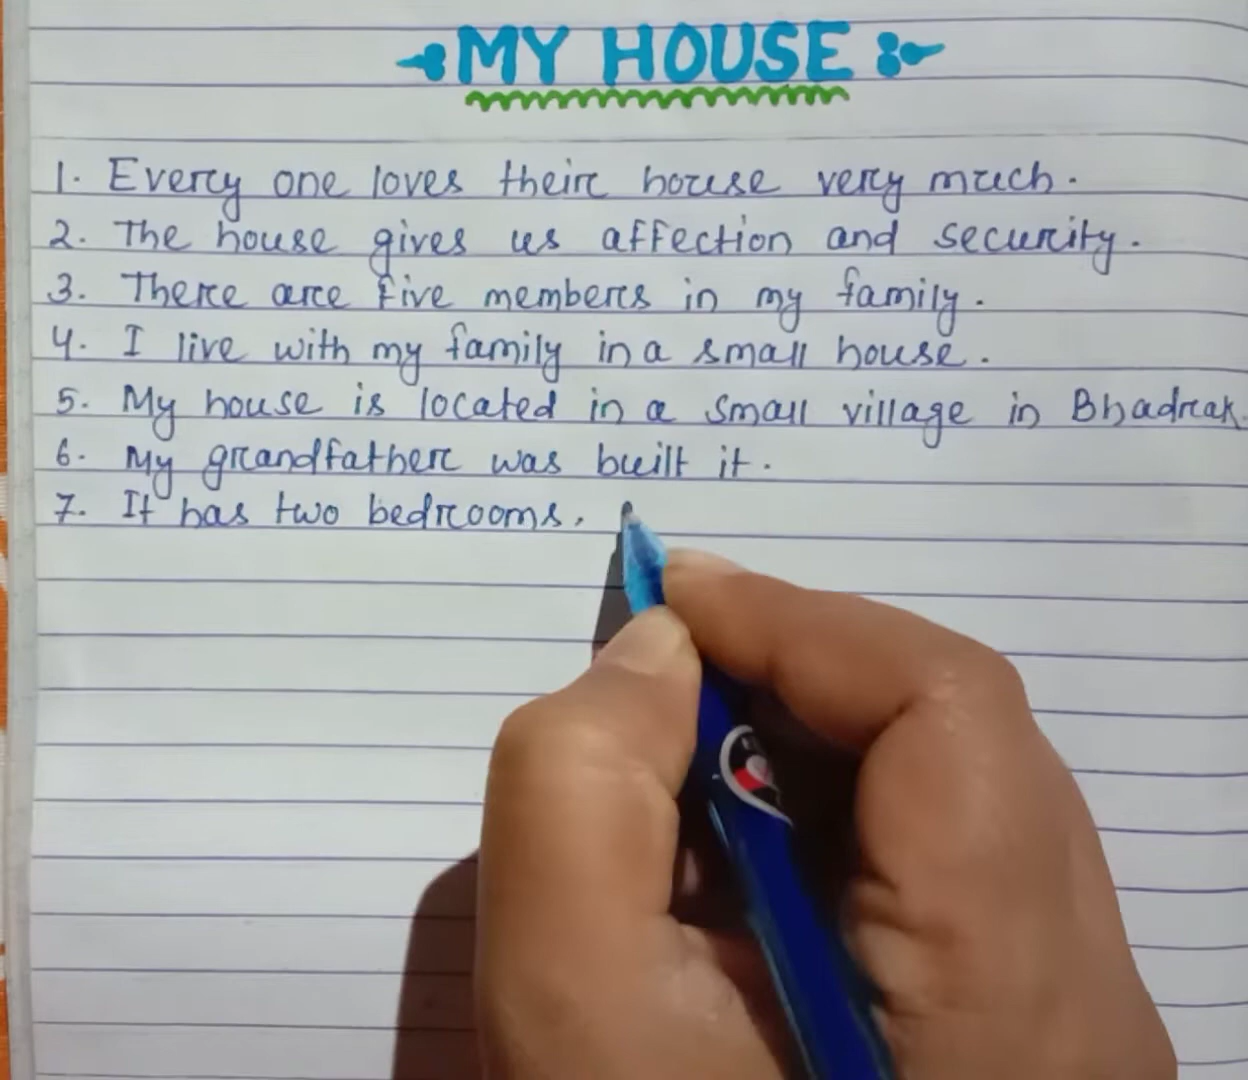 MY HOUSE
1. Every one loves their house very much.
2. The house gives us affection and security.
3. There are five members in my family.
4. I live with my family in a small house.
5. My house is located in a small village in Bhadrak.
6. My grandfather was built it.
7. It has two bedrooms.